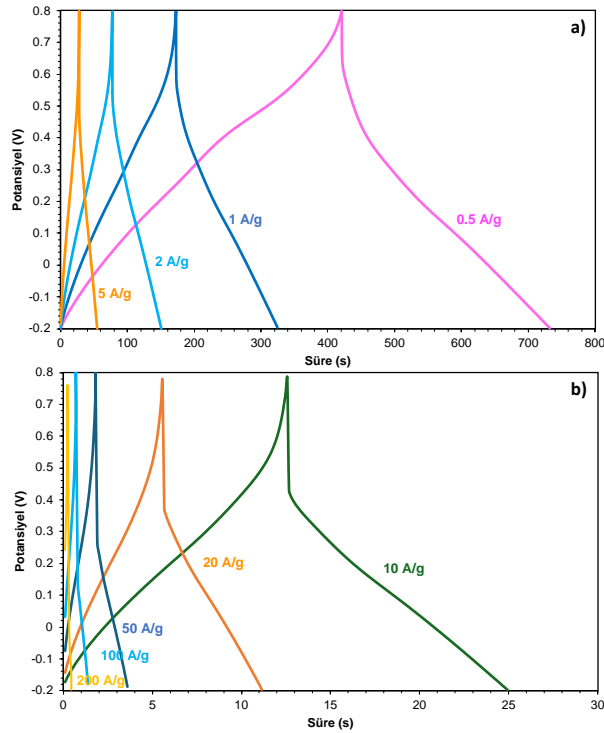 a)
0.8
0.7
0.6
0.5
0.4
0.3
0.2
0.1
0
-0.1
-0.2
Potansiyel (V)
0.5 A/g
1 A/g
2 A/g
5 A/g
0 100 200 300 400 500 600 700 800
Süre (s)
b)
0.8
0.7
0.6
0.5
0.4
0.3
0.2
0.1
0
-0.1
-0.2
Potansiyel (V)
20 A/g
10 A/g
50 A/g
100 A/g
200 A/g
0 5 10 15 20 25 30
Süre (s)